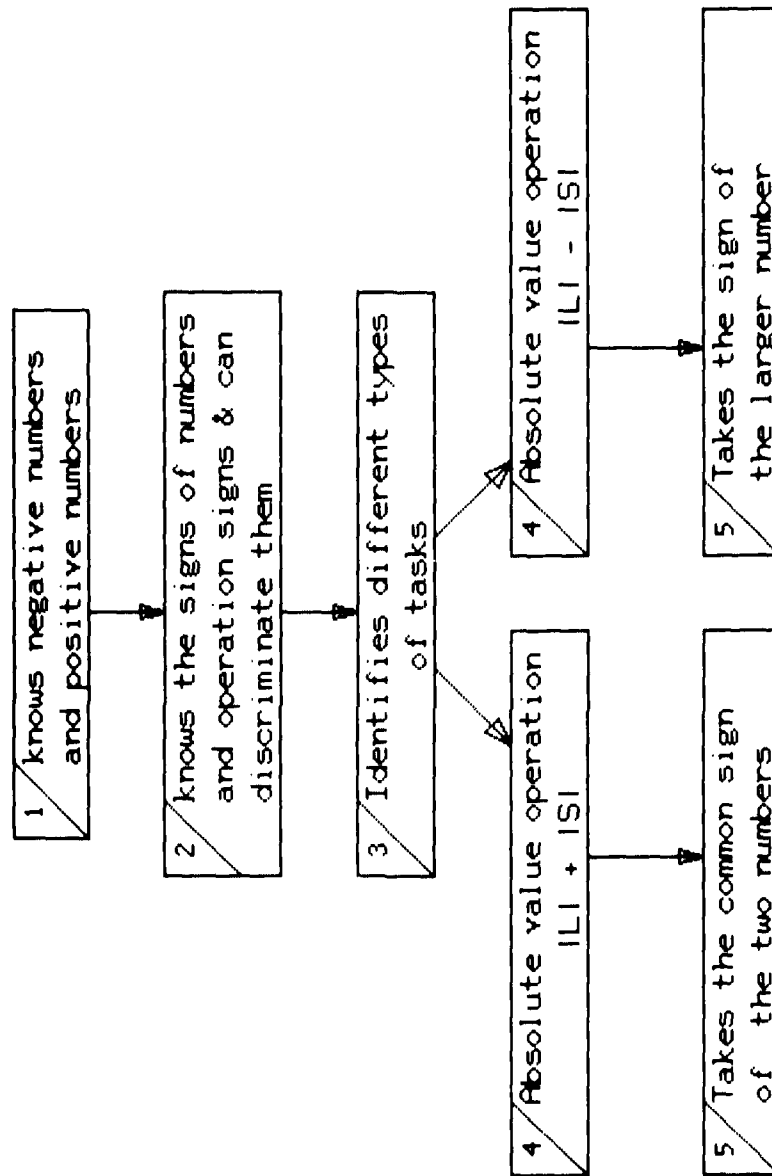 1 knows negative numbers
and positive numbers
2 knows the signs of numbers
and operation signs & can
discriminate them
3 Identifies different types
of tasks
4 Absolute value operation
|L| + |S|
4 Absolute value operation
|L| - |S|
5 Takes the common sign
of the two numbers
5 Takes the sign of
the larger number